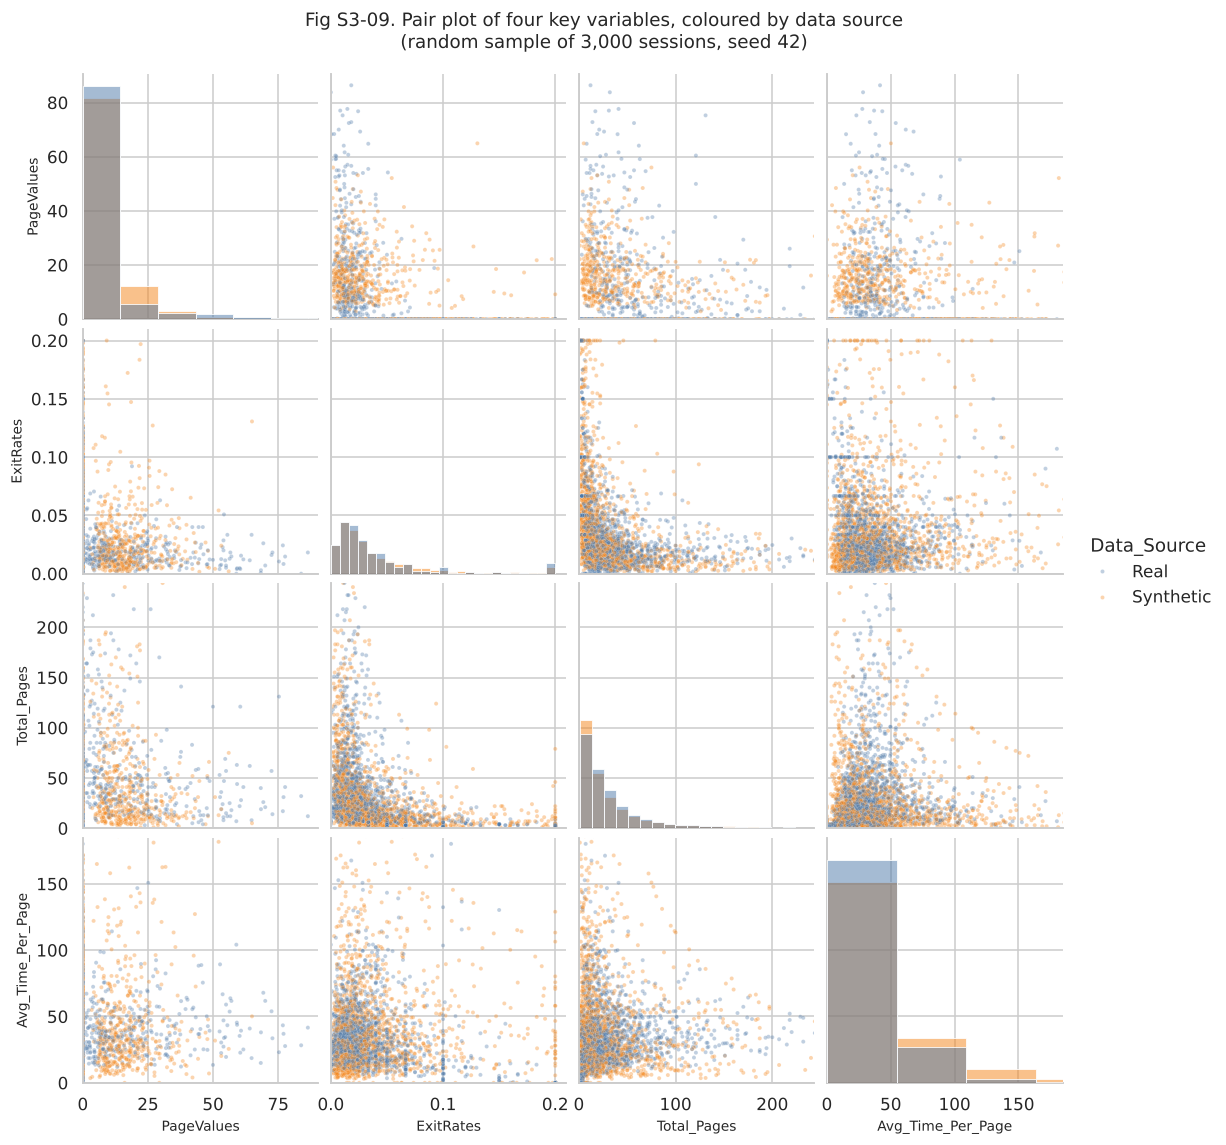 Fig S3-09. Pair plot of four key variables, coloured by data source
(random sample of 3,000 sessions, seed 42)
80
60
40
20
0
PageValues
0.20
0.15
0.10
0.05
0.00
ExitRates
200
150
100
50
0
Total_Pages
150
100
50
0
Avg_Time_Per_Page
0 25 50 75
PageValues
0.0 0.1 0.2
ExitRates
0 100 200
Total_Pages
0 50 100 150
Avg_Time_Per_Page
Data_Source
Real
Synthetic